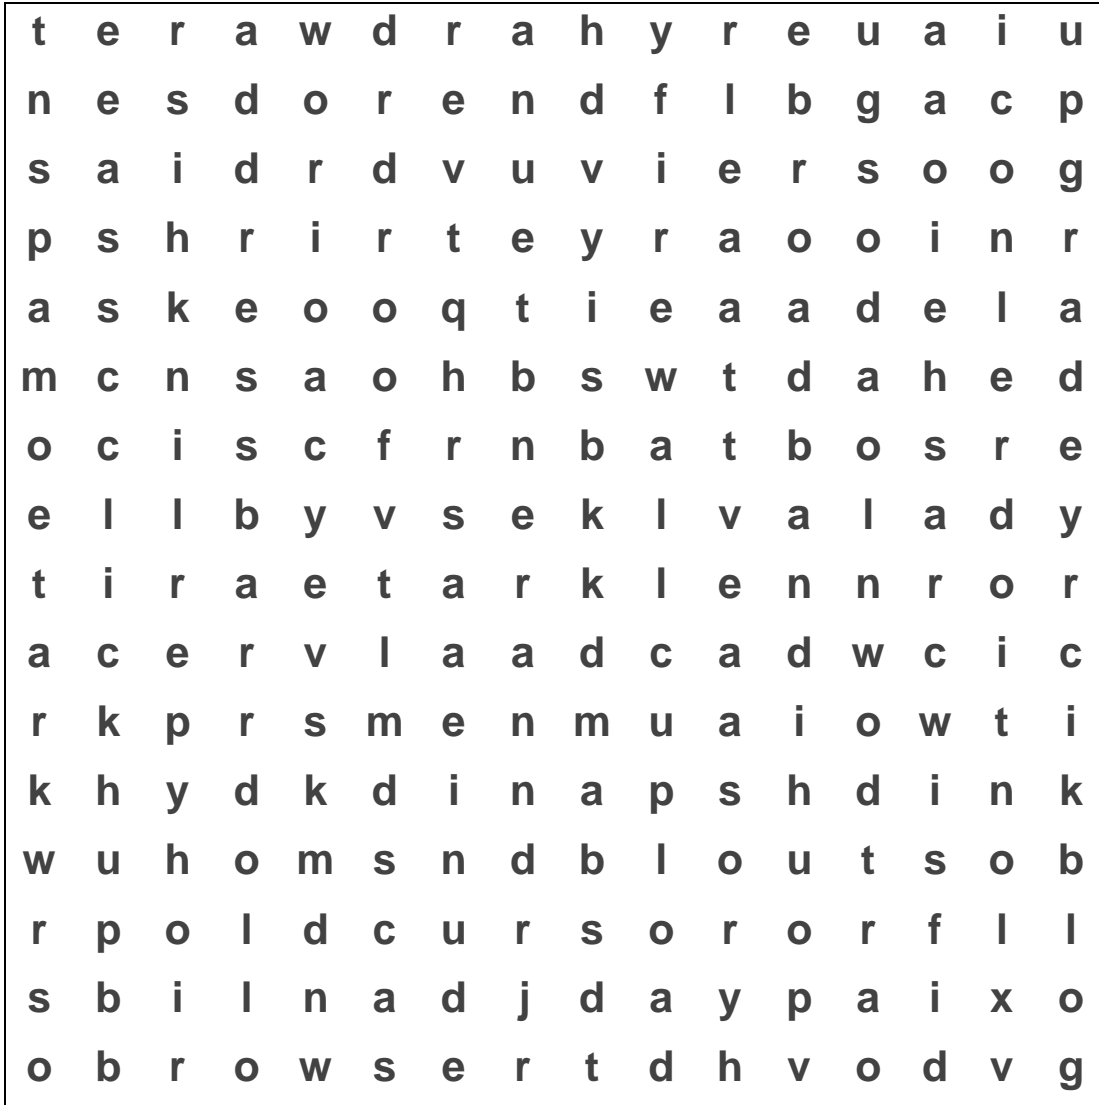 t e r a w d r a h y r e u a i u
n e s d o r e n d f l b g a c p
s a i d r d v u v i e r s o o g
p s h r i r t e y r a o o i n r
a s k e o o q t i e a a d e l a
m c n s a o h b s w t d a h e d
o c i s c f r n b a t b o s r e
e l l b y v s e k l v a l a d y
t i r a e t a r k l e n n r o r
a c e r v l a a d c a d w c i c
r k p r s m e n m u a i o w t i
k h y d k d i n a p s h d i n k
w u h o m s n d b l o u t s o b
r p o l d c u r s o r o r f l l
s b i l n a d j d a y p a i x o
o b r o w s e r t d h v o d v g